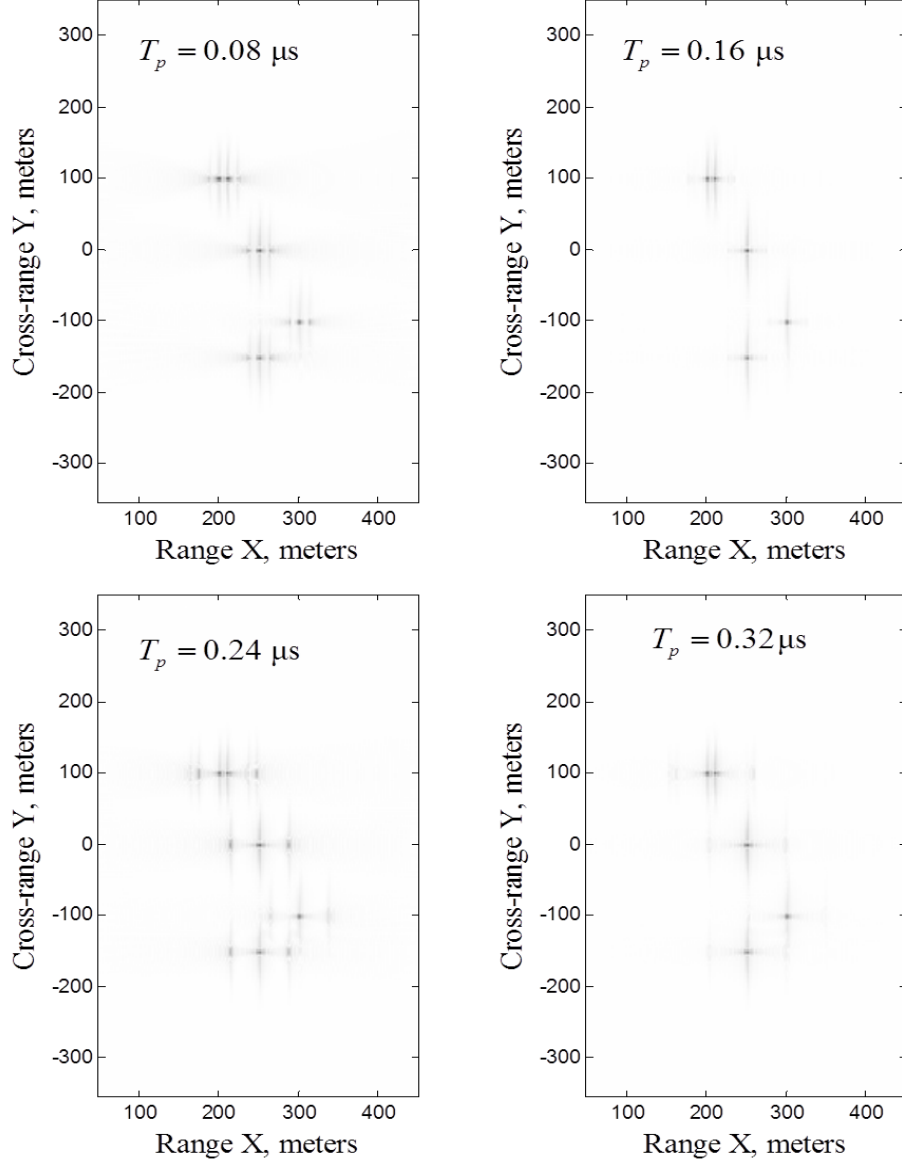 T_p = 0.08 µs
300
200
100
0
-100
-200
-300
Cross-range Y, meters
100 200 300 400
Range X, meters
T_p = 0.16 µs
300
200
100
0
-100
-200
-300
Cross-range Y, meters
100 200 300 400
Range X, meters
T_p = 0.24 µs
300
200
100
0
-100
-200
-300
Cross-range Y, meters
100 200 300 400
Range X, meters
T_p = 0.32 µs
300
200
100
0
-100
-200
-300
Cross-range Y, meters
100 200 300 400
Range X, meters